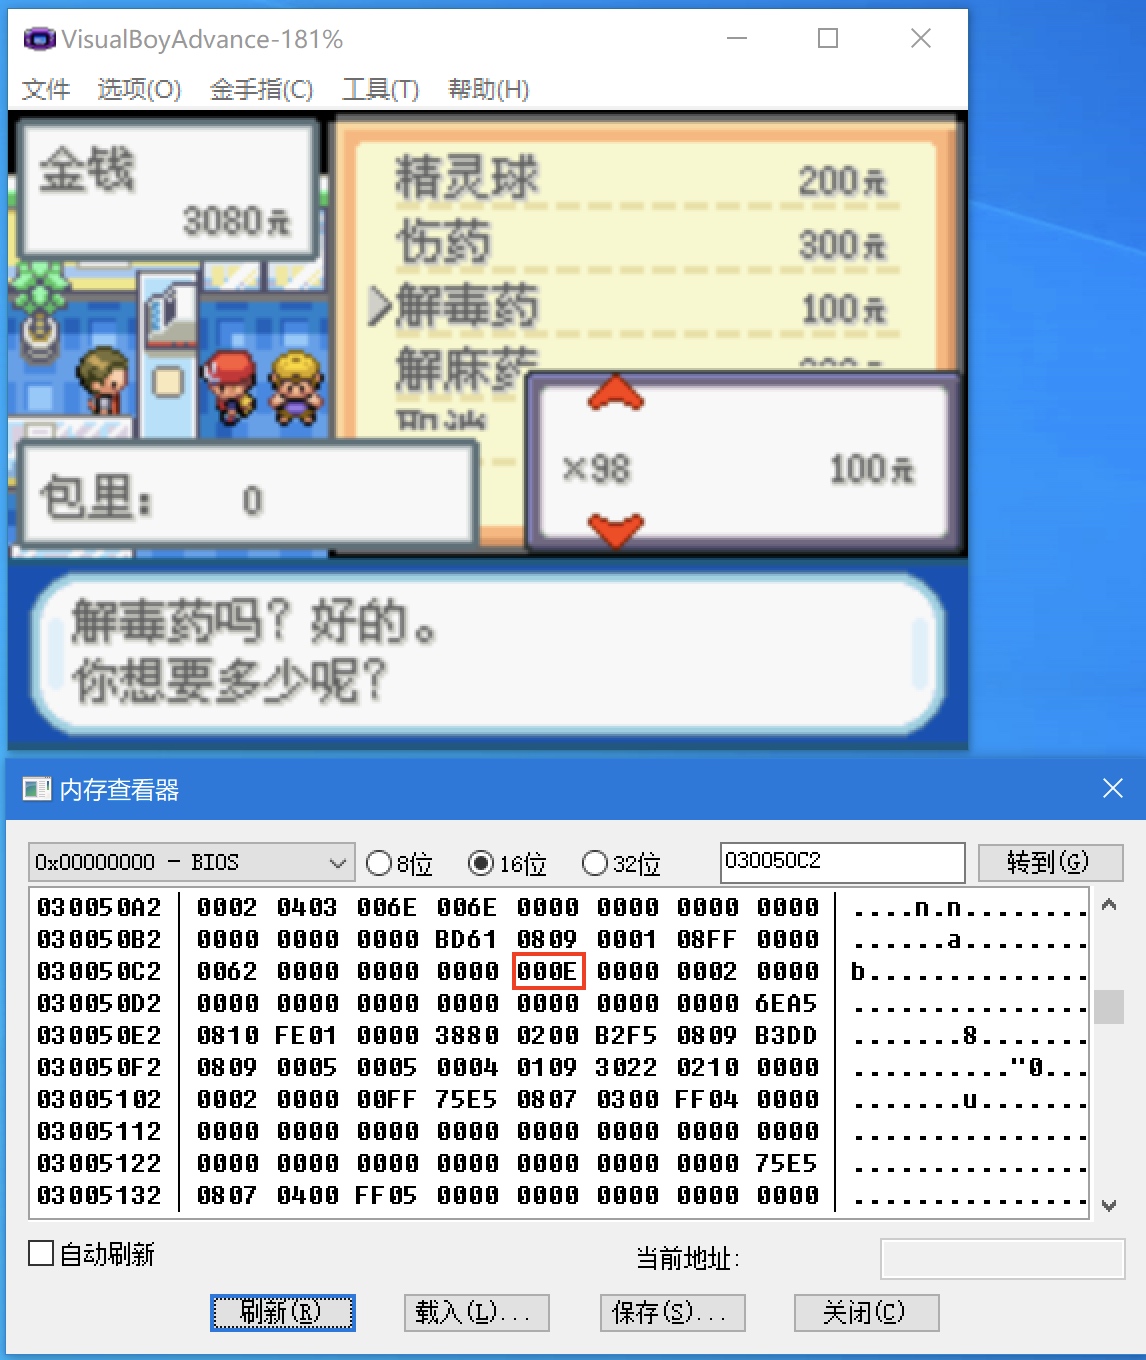 VisualBoyAdvance-181%
文件 选项(O) 金手指(C) 工具(T) 帮助(H)
金钱
3080元
精灵球 200元
伤药 300元
解毒药 100元
解麻药
取消
×98 100元
包里: 0
解毒药吗?好的。
你想要多少呢?
内存查看器
0x00000000 - BIOS 8位 16位 32位 030050C2 转到(G)
030050A2 0002 0403 006E 006E 0000 0000 0000 0000 ....n.n.........
030050B2 0000 0000 0000 BD61 0809 0001 08FF 0000 ......a.........
030050C2 0062 0000 0000 0000 000E 0000 0002 0000 b...............
030050D2 0000 0000 0000 0000 0000 0000 0000 6EA5 ................
030050E2 0810 FE01 0000 3880 0200 B2F5 0809 B3DD .......8........
030050F2 0809 0005 0005 0004 0109 3022 0210 0000 .........."0....
03005102 0002 0000 00FF 75E5 0807 0300 FF04 0000 .......u........
03005112 0000 0000 0000 0000 0000 0000 0000 0000 ................
03005122 0000 0000 0000 0000 0000 0000 0000 75E5 ................
03005132 0807 0400 FF05 0000 0000 0000 0000 0000 ................
自动刷新 当前地址:
刷新(R) 载入(L)... 保存(S)... 关闭(C)